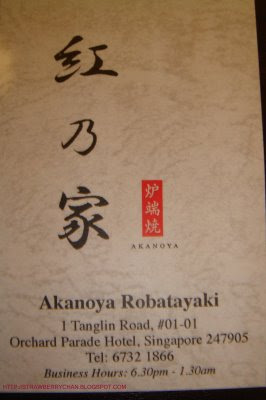 紅乃家
炉端焼
AKANOYA
Akanoya Robatayaki
1 Tanglin Road, #01-01
Orchard Parade Hotel, Singapore 247905
Tel: 6732 1866
Business Hours: 6.30pm - 1.30am
HTTP://STRAWBERRYCHAN.BLOGSPOT.COM